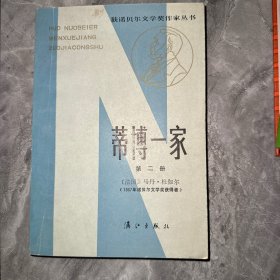 获诺贝尔文学奖作家丛书
HUO NUOBEIER
WENXUEJIANG
ZUOJIACONGSHU
蒂博一家
第二册
〔法国〕马丹·杜伽尔
（1937年诺贝尔文学奖获得者）
漓江出版社